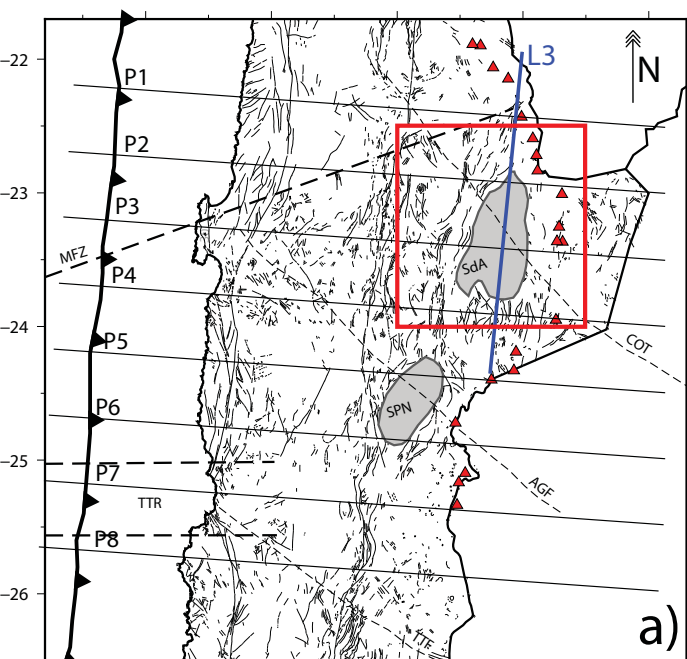 −22
L3
N
P1
P2
−23
P3
MFZ
SdA
P4
−24
COT
P5
SPN
P6
−25
P7
AGF
TTR
P8
−26
TTF
a)